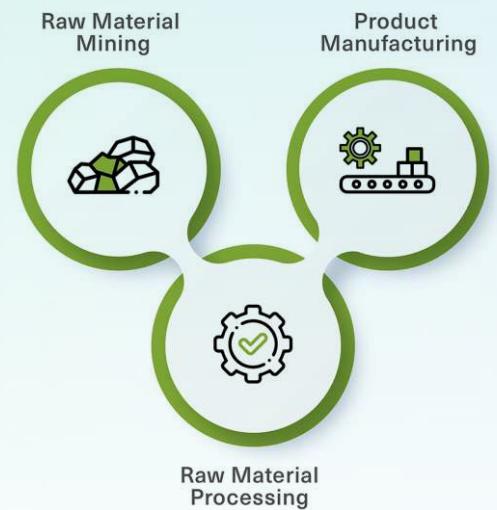 Raw Material
Mining
Product
Manufacturing
Raw Material
Processing